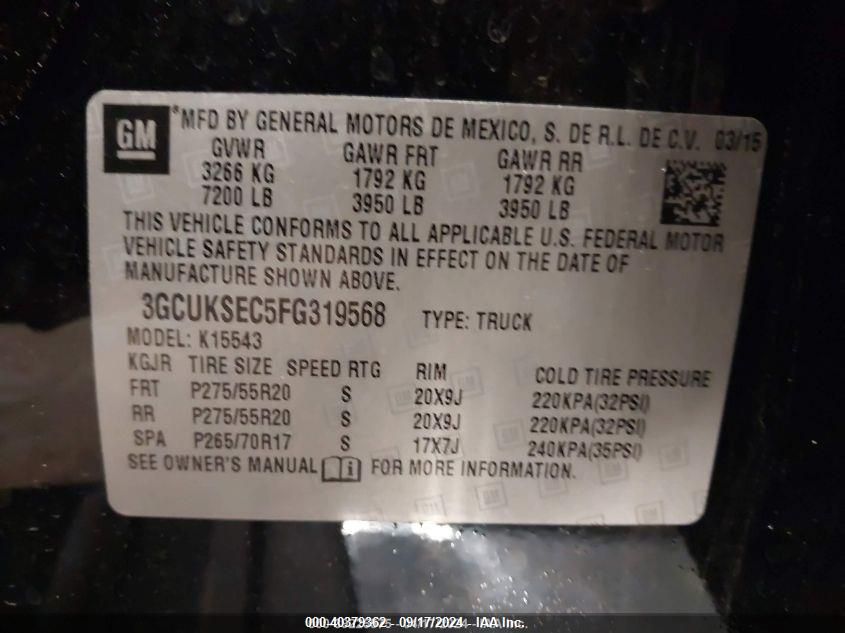 GM *MFD BY GENERAL MOTORS DE MEXICO, S. DE R.L. DE C.V. 03/15
GVWR GAWR FRT GAWR RR
3266 KG 1792 KG 1792 KG
7200 LB 3950 LB 3950 LB
THIS VEHICLE CONFORMS TO ALL APPLICABLE U.S. FEDERAL MOTOR
VEHICLE SAFETY STANDARDS IN EFFECT ON THE DATE OF
MANUFACTURE SHOWN ABOVE.
3GCUKSEC5FG319568 TYPE: TRUCK
MODEL: K15543
KGJR TIRE SIZE SPEED RTG RIM COLD TIRE PRESSURE
FRT P275/55R20 S 20X9J 220KPA(32PSI)
RR P275/55R20 S 20X9J 220KPA(32PSI)
SPA P265/70R17 S 17X7J 240KPA(35PSI)
SEE OWNER'S MANUAL FOR MORE INFORMATION.
000-40379362 - 09/17/2024 - IAA Inc.